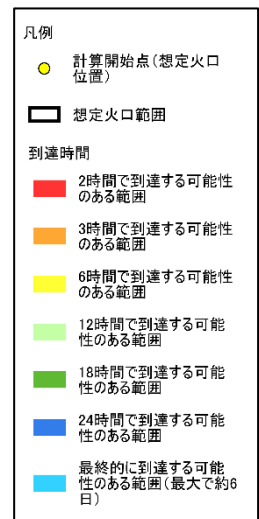 凡例
計算開始点(想定火口
位置)
想定火口範囲
到達時間
2時間で到達する可能性
のある範囲
3時間で到達する可能性
のある範囲
6時間で到達する可能性
のある範囲
12時間で到達する可能
性のある範囲
18時間で到達する可能
性のある範囲
24時間で到達する可能
性のある範囲
最終的に到達する可能
性のある範囲(最大で約6
日)